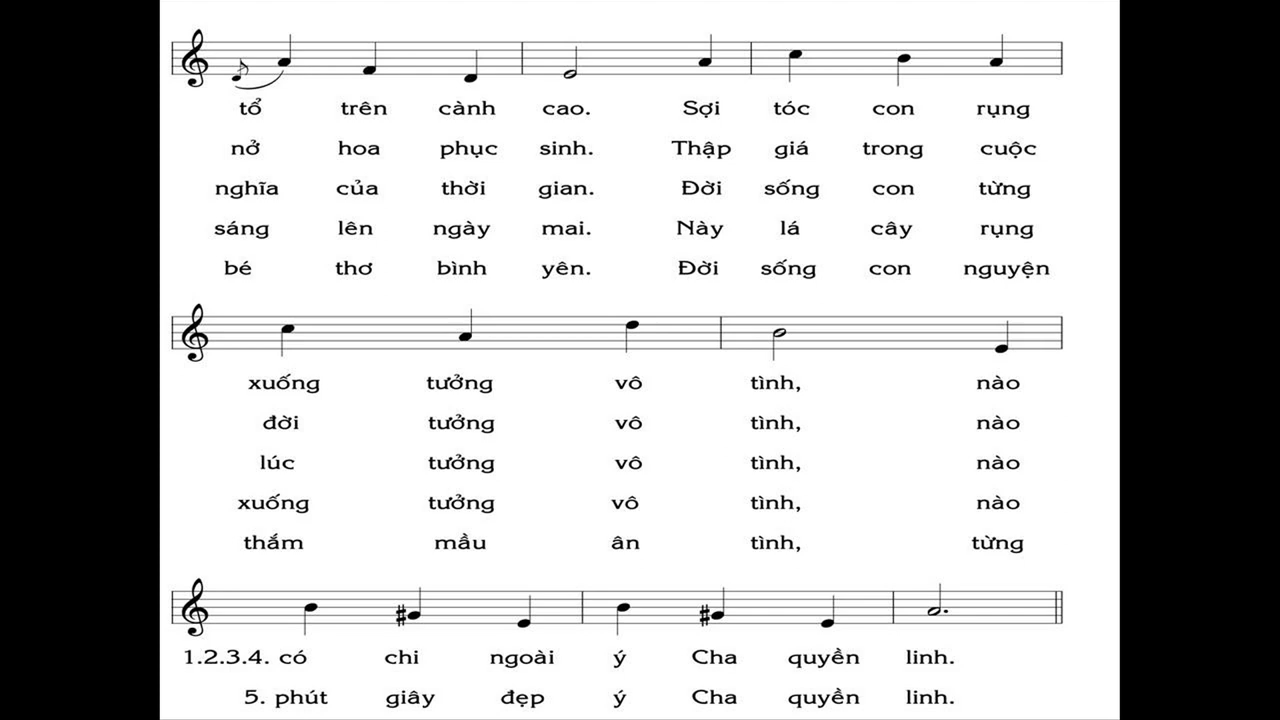 tổ trên cành cao. Sợi tóc con rụng
nở hoa phục sinh. Thập giá trong cuộc
nghĩa của thời gian. Đời sống con từng
sáng lên ngày mai. Này lá cây rụng
bé thơ bình yên. Đời sống con nguyện
xuống tưởng vô tình, nào
đời tưởng vô tình, nào
lúc tưởng vô tình, nào
xuống tưởng vô tình, nào
thắm mầu ân tình, từng
1.2.3.4. có chi ngoài ý Cha quyền linh.
5. phút giây đẹp ý Cha quyền linh.